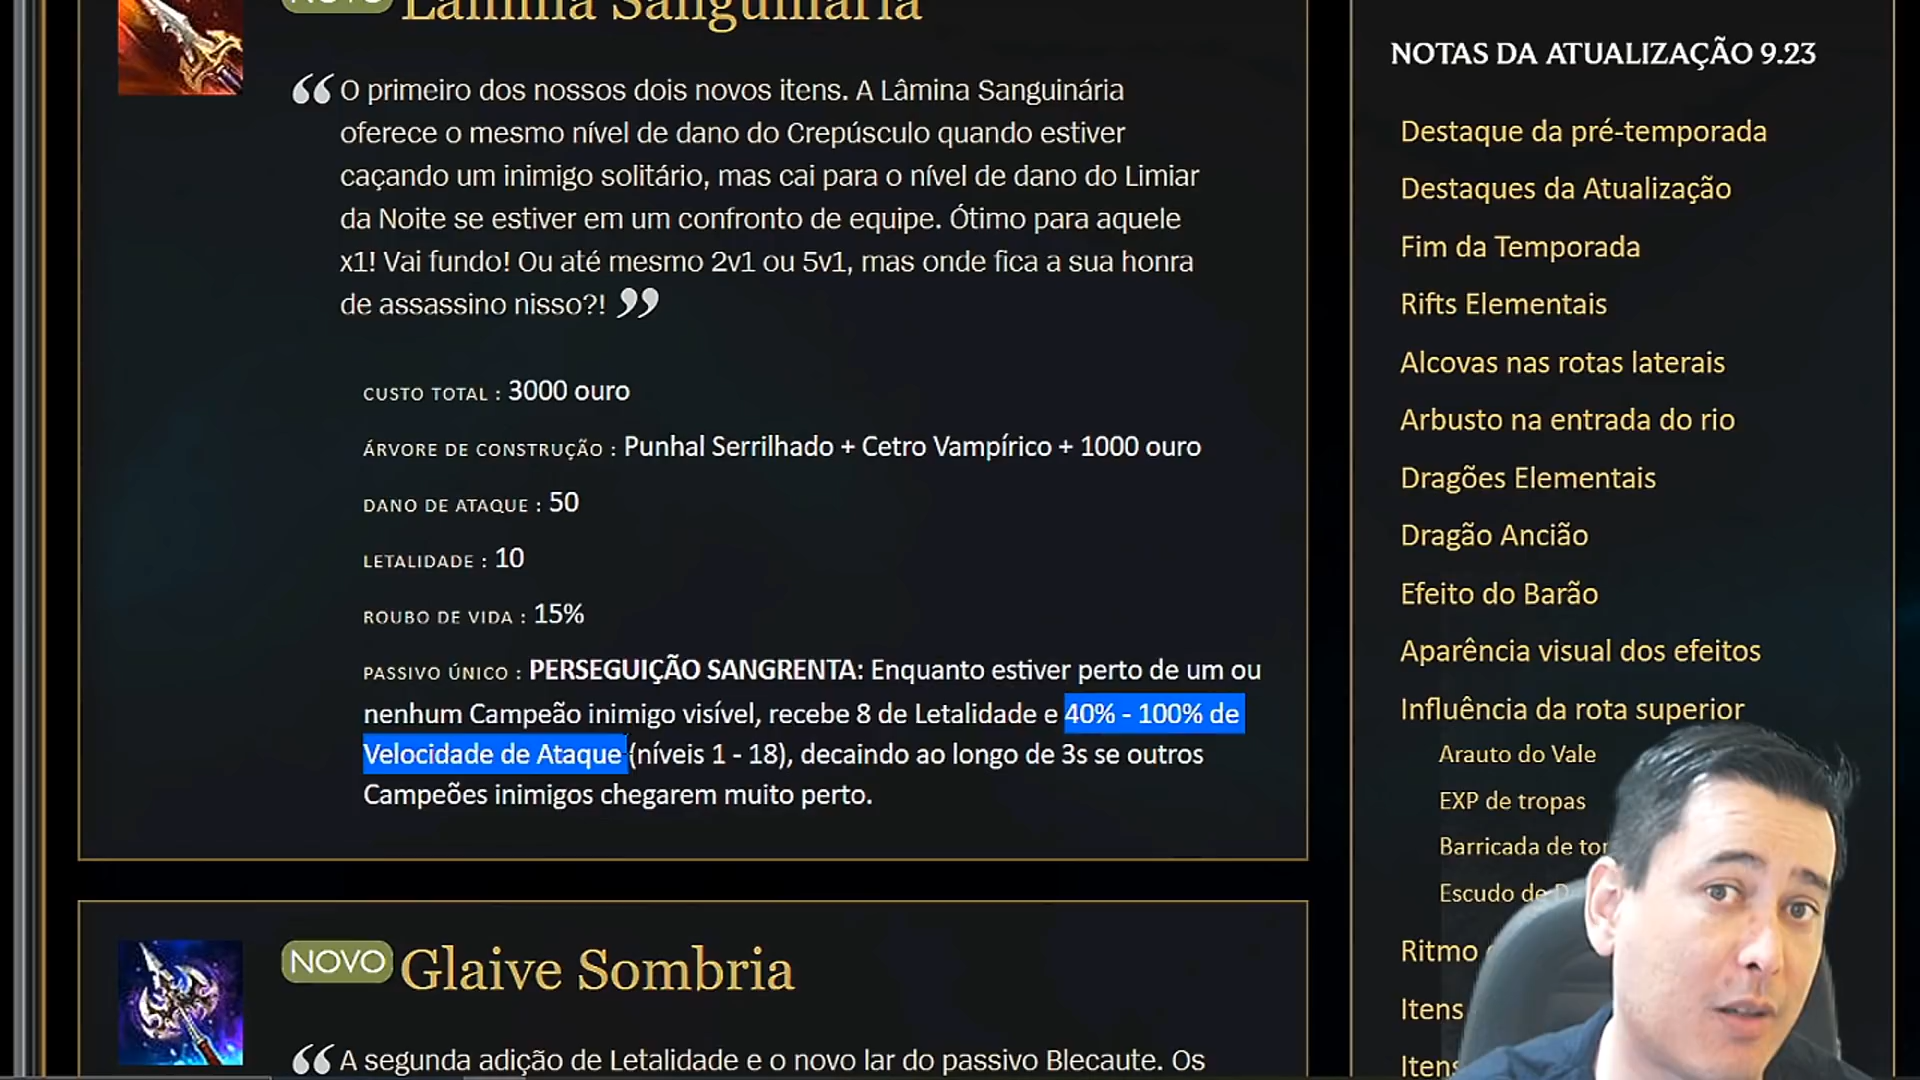 NOVO Lâmina Sanguinária
“ O primeiro dos nossos dois novos itens. A Lâmina Sanguinária
oferece o mesmo nível de dano do Crepúsculo quando estiver
caçando um inimigo solitário, mas cai para o nível de dano do Limiar
da Noite se estiver em um confronto de equipe. Ótimo para aquele
x1! Vai fundo! Ou até mesmo 2v1 ou 5v1, mas onde fica a sua honra
de assassino nisso?! ”
CUSTO TOTAL : 3000 ouro
ÁRVORE DE CONSTRUÇÃO : Punhal Serrilhado + Cetro Vampírico + 1000 ouro
DANO DE ATAQUE : 50
LETALIDADE : 10
ROUBO DE VIDA : 15%
PASSIVO ÚNICO : PERSEGUIÇÃO SANGRENTA: Enquanto estiver perto de um ou
nenhum Campeão inimigo visível, recebe 8 de Letalidade e 40% - 100% de
Velocidade de Ataque (níveis 1 - 18), decaindo ao longo de 3s se outros
Campeões inimigos chegarem muito perto.
NOVO Glaive Sombria
“ A segunda adição de Letalidade e o novo lar do passivo Blecaute. Os
NOTAS DA ATUALIZAÇÃO 9.23
Destaque da pré-temporada
Destaques da Atualização
Fim da Temporada
Rifts Elementais
Alcovas nas rotas laterais
Arbusto na entrada do rio
Dragões Elementais
Dragão Ancião
Efeito do Barão
Aparência visual dos efeitos
Influência da rota superior
Arauto do Vale
EXP de tropas
Barricada de
Escudo de
Ritmo
Itens
Itens